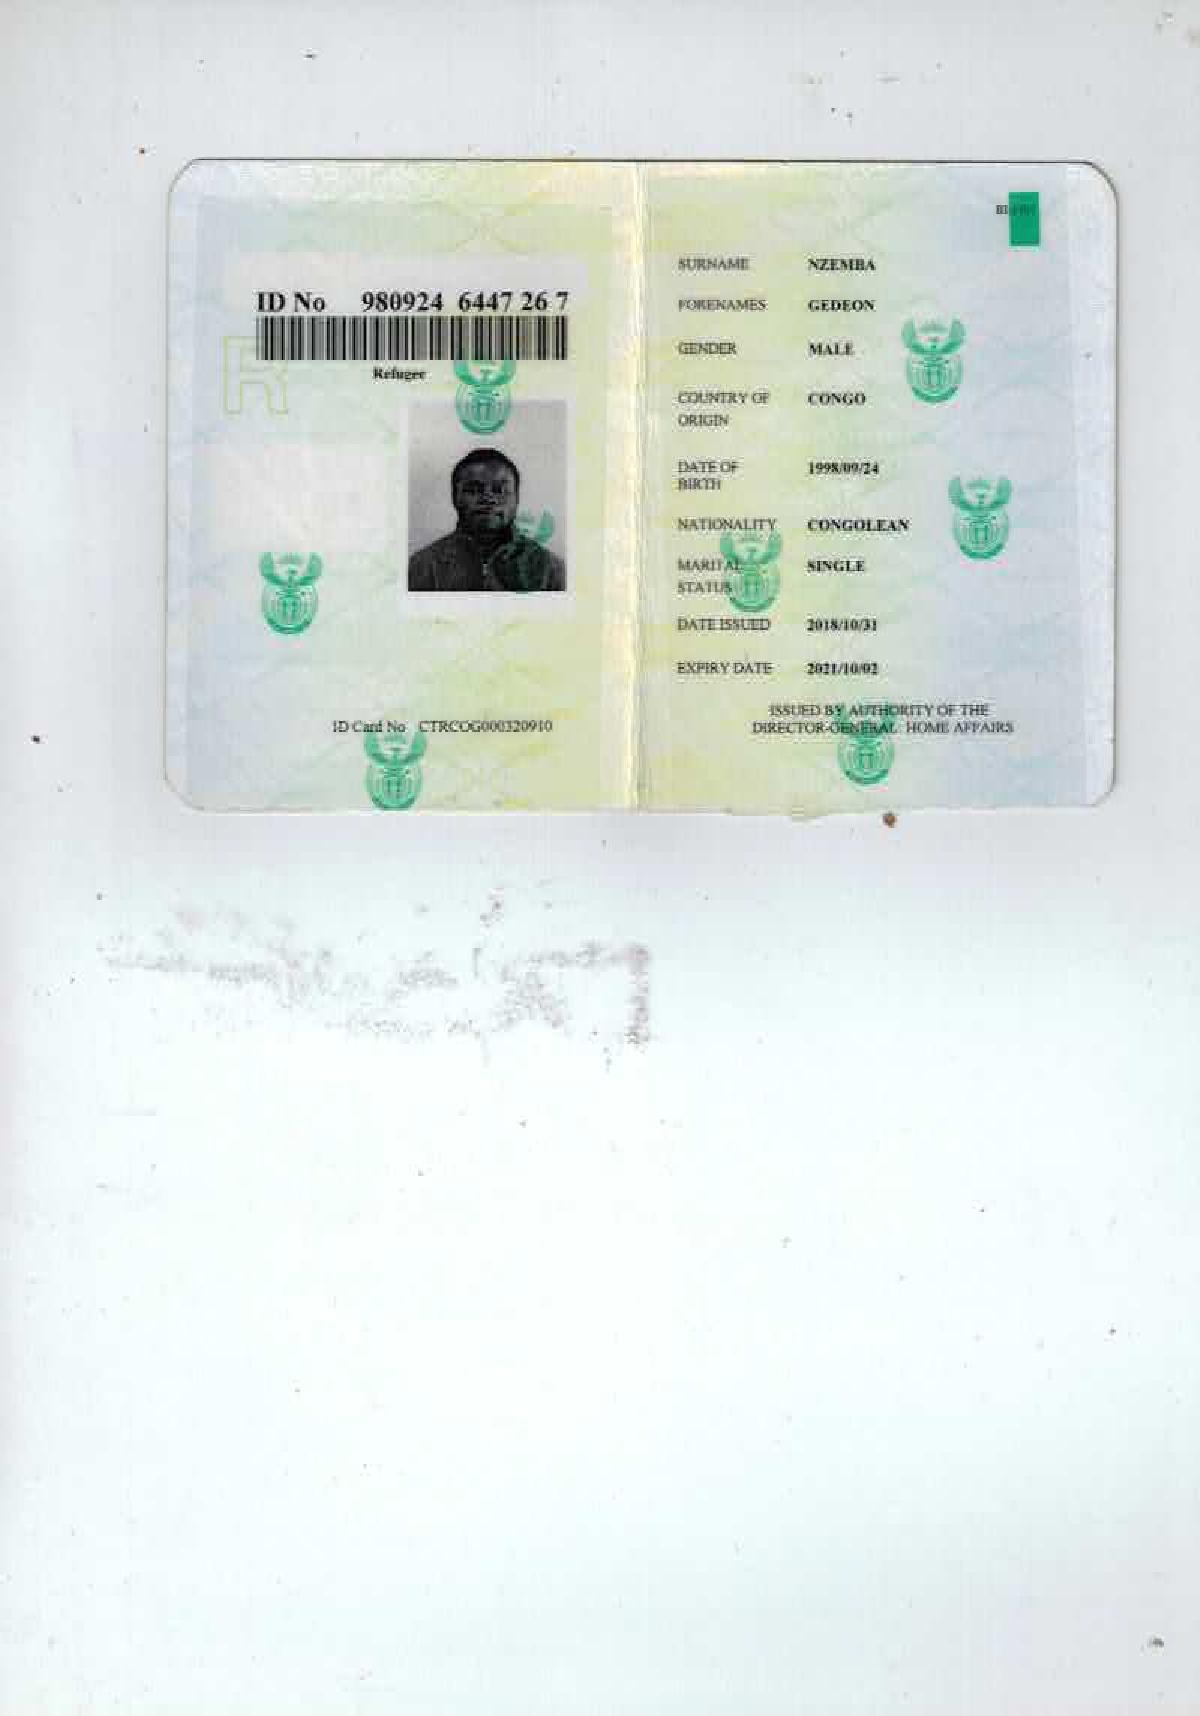 ID No 980924 6447 26 7
Refugee
ID Card No CTRCOG000320910
SURNAME NZEMBA
FORENAMES GEDEON
GENDER MALE
COUNTRY OF CONGO
ORIGIN
DATE OF 1998/09/24
BIRTH
NATIONALITY CONGOLEAN
MARITAL SINGLE
STATUS
DATE ISSUED 2018/10/31
EXPIRY DATE 2021/10/02
ISSUED BY AUTHORITY OF THE
DIRECTOR-GENERAL HOME AFFAIRS